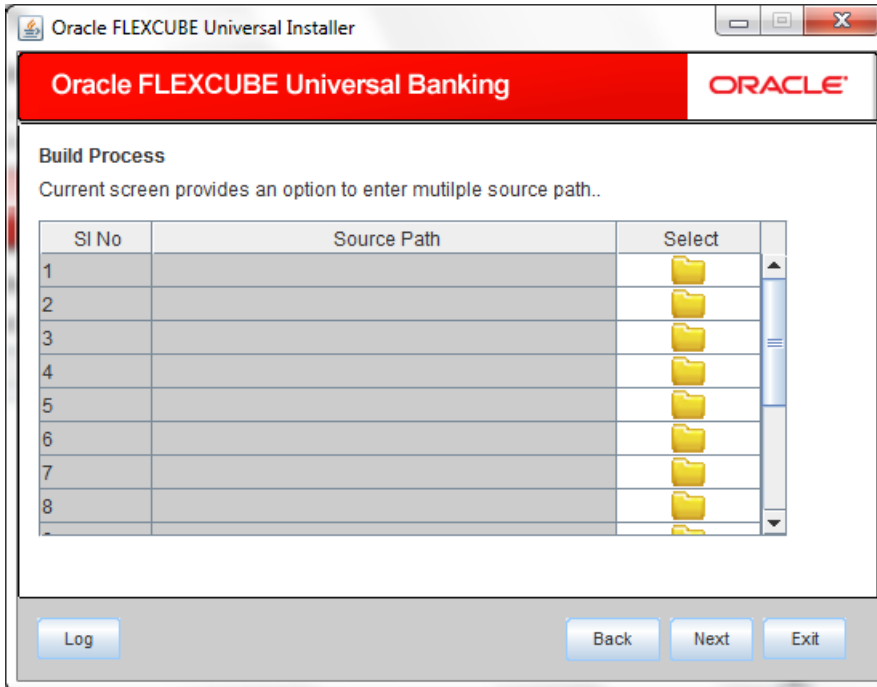 Oracle FLEXCUBE Universal Installer
Oracle FLEXCUBE Universal Banking
ORACLE
Build Process
Current screen provides an option to enter mutilple source path..
Sl No Source Path Select
1
2
3
4
5
6
7
8
Log Back Next Exit